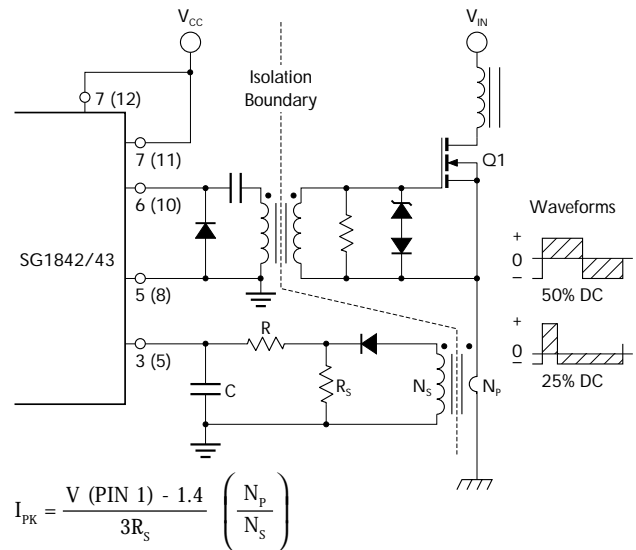 V_CC
V_IN
Isolation
Boundary
7 (12)
7 (11)
Q1
6 (10)
Waveforms
SG1842/43
+
0
–
50% DC
5 (8)
3 (5)
R
+
0
–
25% DC
C
R_S
N_S
N_P
I_PK = V (PIN 1) - 1.4 / 3R_S ( N_P / N_S )